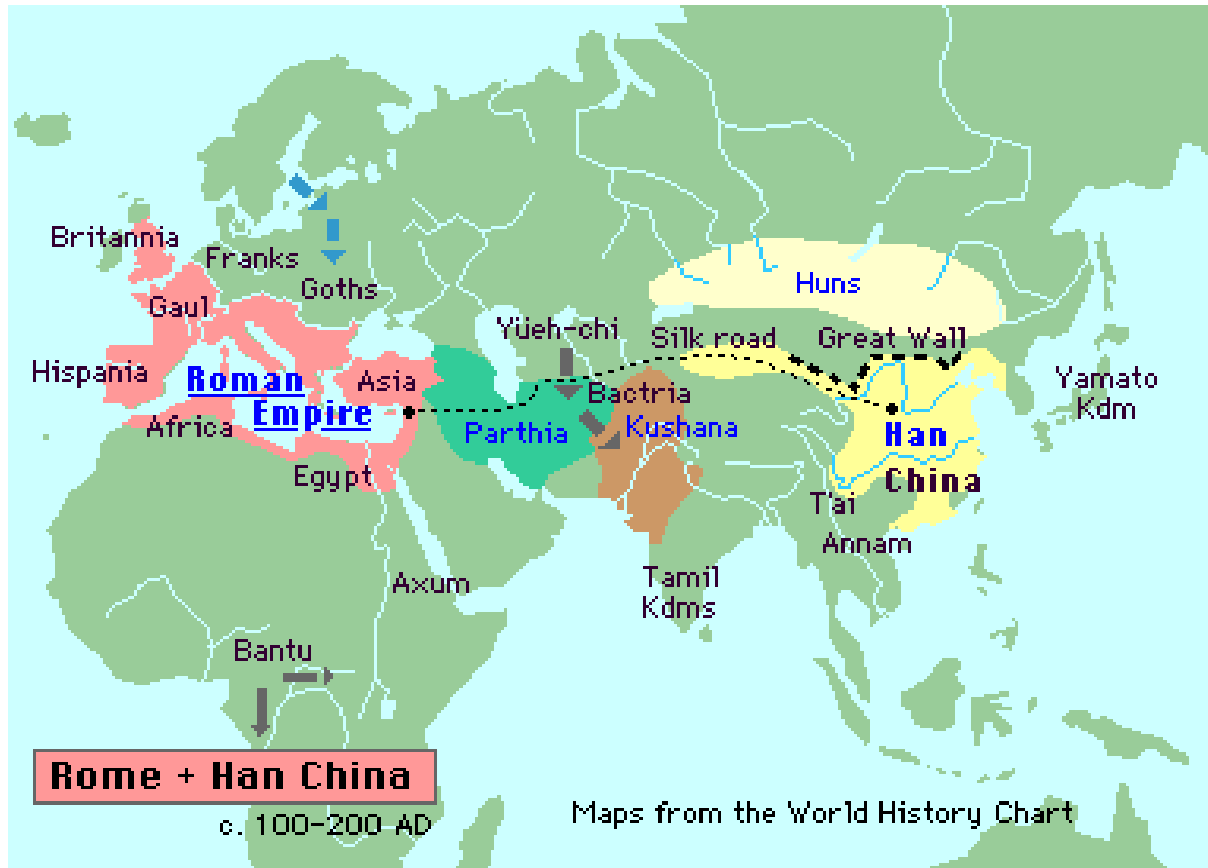 Britannia
Franks
Goths
Gaul
Huns
Yüeh-chi
Silk road
Great Wall
Hispania
Roman
Empire
Asia
Bactria
Yamato
Kdm
Africa
Parthia
Kushana
Han
China
Egypt
T'ai
Annam
Axum
Tamil
Kdms
Bantu
Rome + Han China
c. 100-200 AD
Maps from the World History Chart